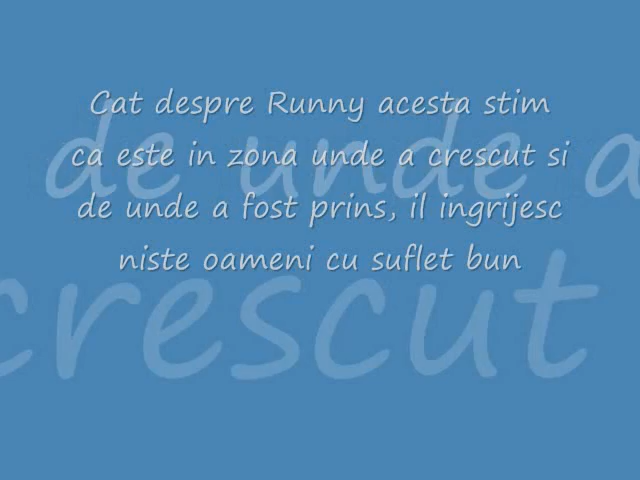 Cat despre Runny acesta stim
ca este in zona unde a crescut si
de unde a fost prins, il ingrijesc
niste oameni cu suflet bun
de unde a
crescut